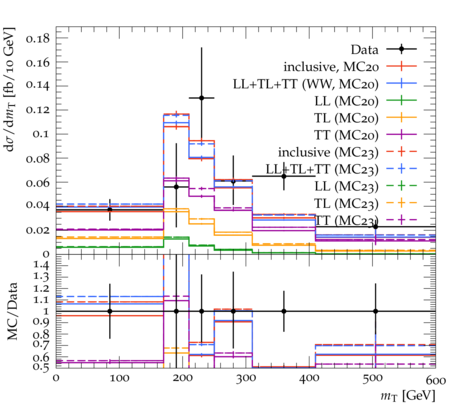 dσ/dm_T [fb/10 GeV]
0.18
0.16
0.14
0.12
0.1
0.08
0.06
0.04
0.02
0
Data
inclusive, MC20
LL+TL+TT (WW, MC20)
LL (MC20)
TL (MC20)
TT (MC20)
inclusive (MC23)
LL+TL+TT (MC23)
LL (MC23)
TL (MC23)
TT (MC23)
MC/Data
1.4
1.3
1.2
1.1
1
0.9
0.8
0.7
0.6
0.5
0 100 200 300 400 500 600
m_T [GeV]